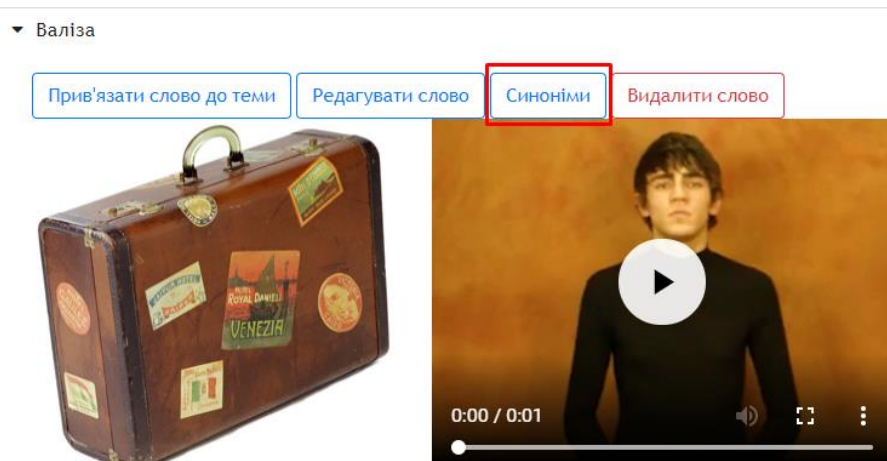 Валіза
Прив'язати слово до теми Редагувати слово Синоніми Видалити слово
ROYAL DANIELI
VENEZIA
0:00 / 0:01